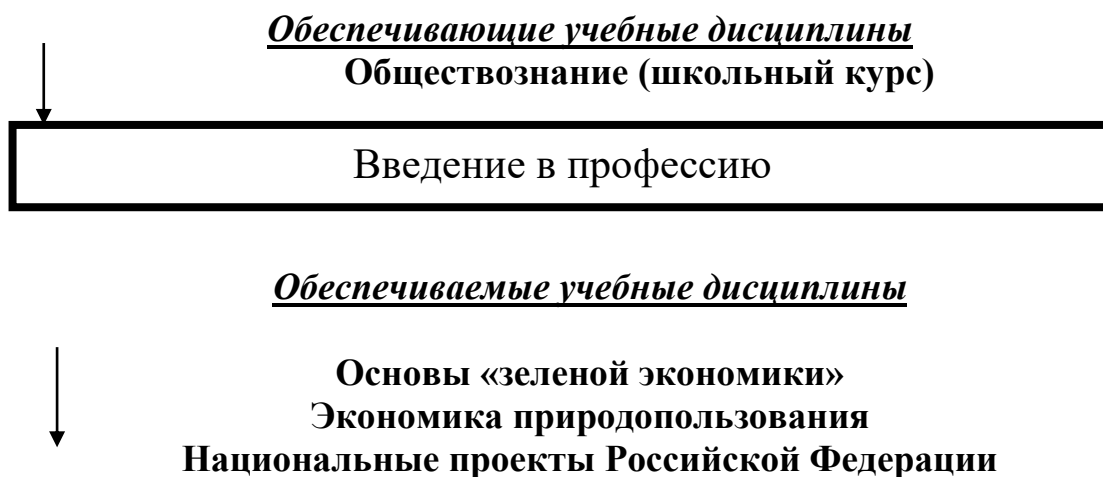 Обеспечивающие учебные дисциплины
Обществознание (школьный курс)
Введение в профессию
Обеспечиваемые учебные дисциплины
Основы «зеленой экономики»
Экономика природопользования
Национальные проекты Российской Федерации